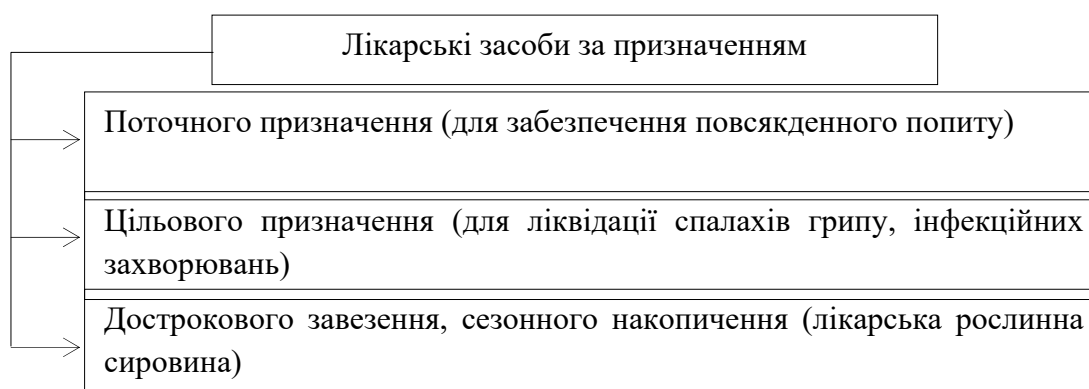 Лікарські засоби за призначенням
Поточного призначення (для забезпечення повсякденного попиту)
Цільового призначення (для ліквідації спалахів грипу, інфекційних
захворювань)
Дострокового завезення, сезонного накопичення (лікарська рослинна
сировина)